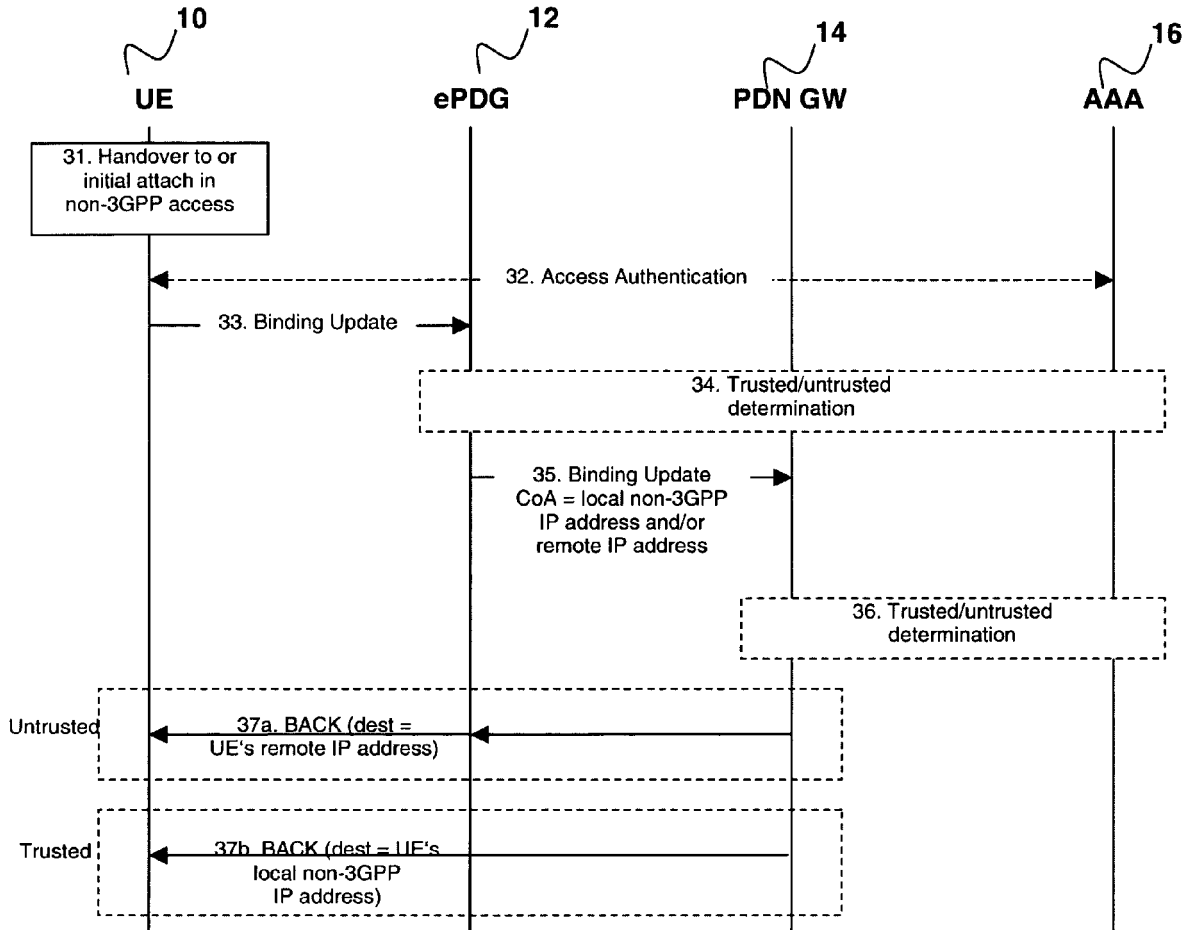 10
12
14
16
UE
ePDG
PDN GW
AAA
31. Handover to or
initial attach in
non-3GPP access
32. Access Authentication
33. Binding Update
34. Trusted/untrusted
determination
35. Binding Update
CoA = local non-3GPP
IP address and/or
remote IP address
36. Trusted/untrusted
determination
Untrusted
37a. BACK (dest =
UE's remote IP address)
Trusted
37b. BACK (dest = UE's
local non-3GPP
IP address)